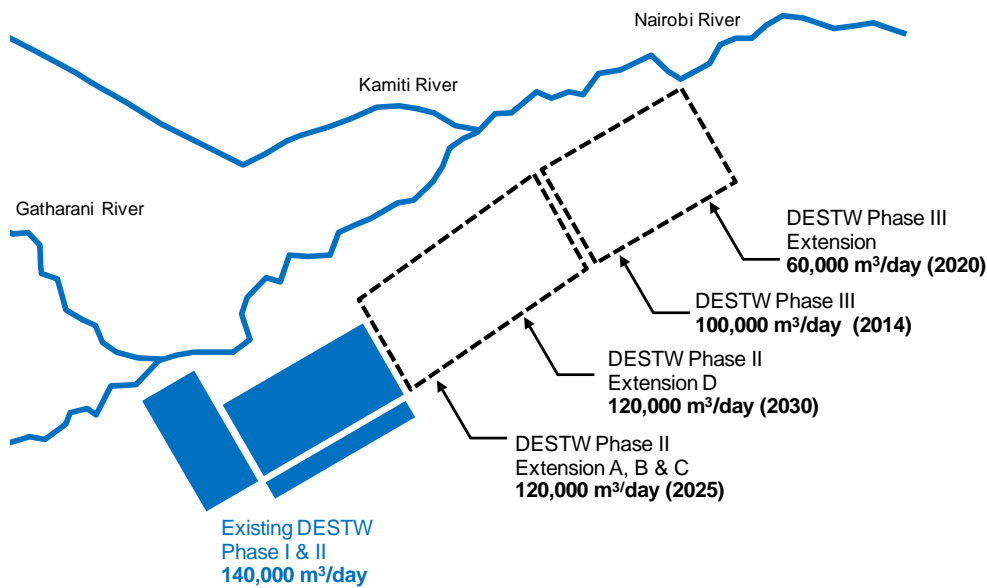 Nairobi River
Kamiti River
Gatharani River
DESTW Phase III
Extension
60,000 m³/day (2020)
DESTW Phase III
100,000 m³/day (2014)
DESTW Phase II
Extension D
120,000 m³/day (2030)
DESTW Phase II
Extension A, B & C
120,000 m³/day (2025)
Existing DESTW
Phase I & II
140,000 m³/day